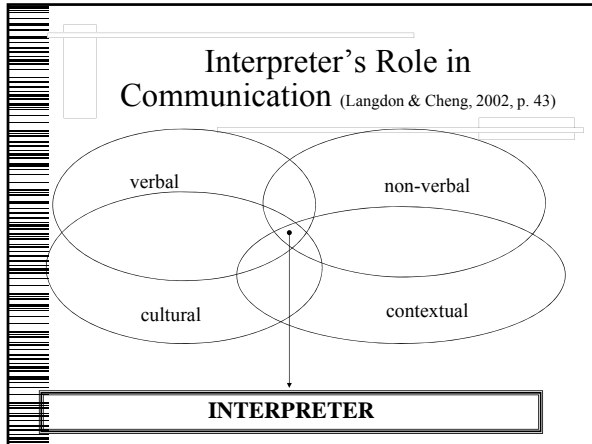 Interpreter’s Role in
Communication (Langdon & Cheng, 2002, p. 43)
verbal
non-verbal
cultural
contextual
INTERPRETER